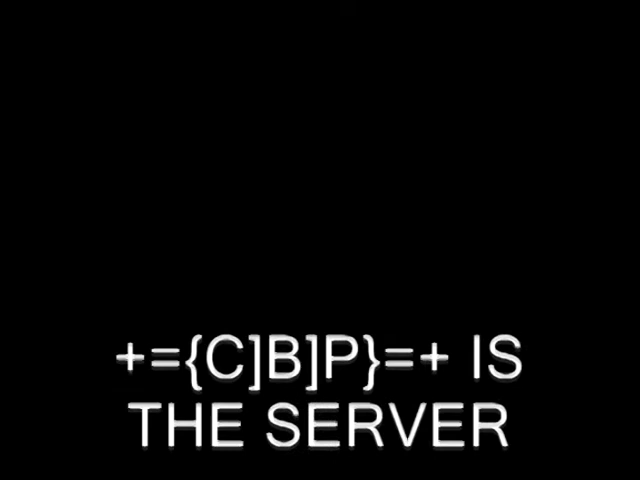 +={C]B]P}=+ IS
THE SERVER